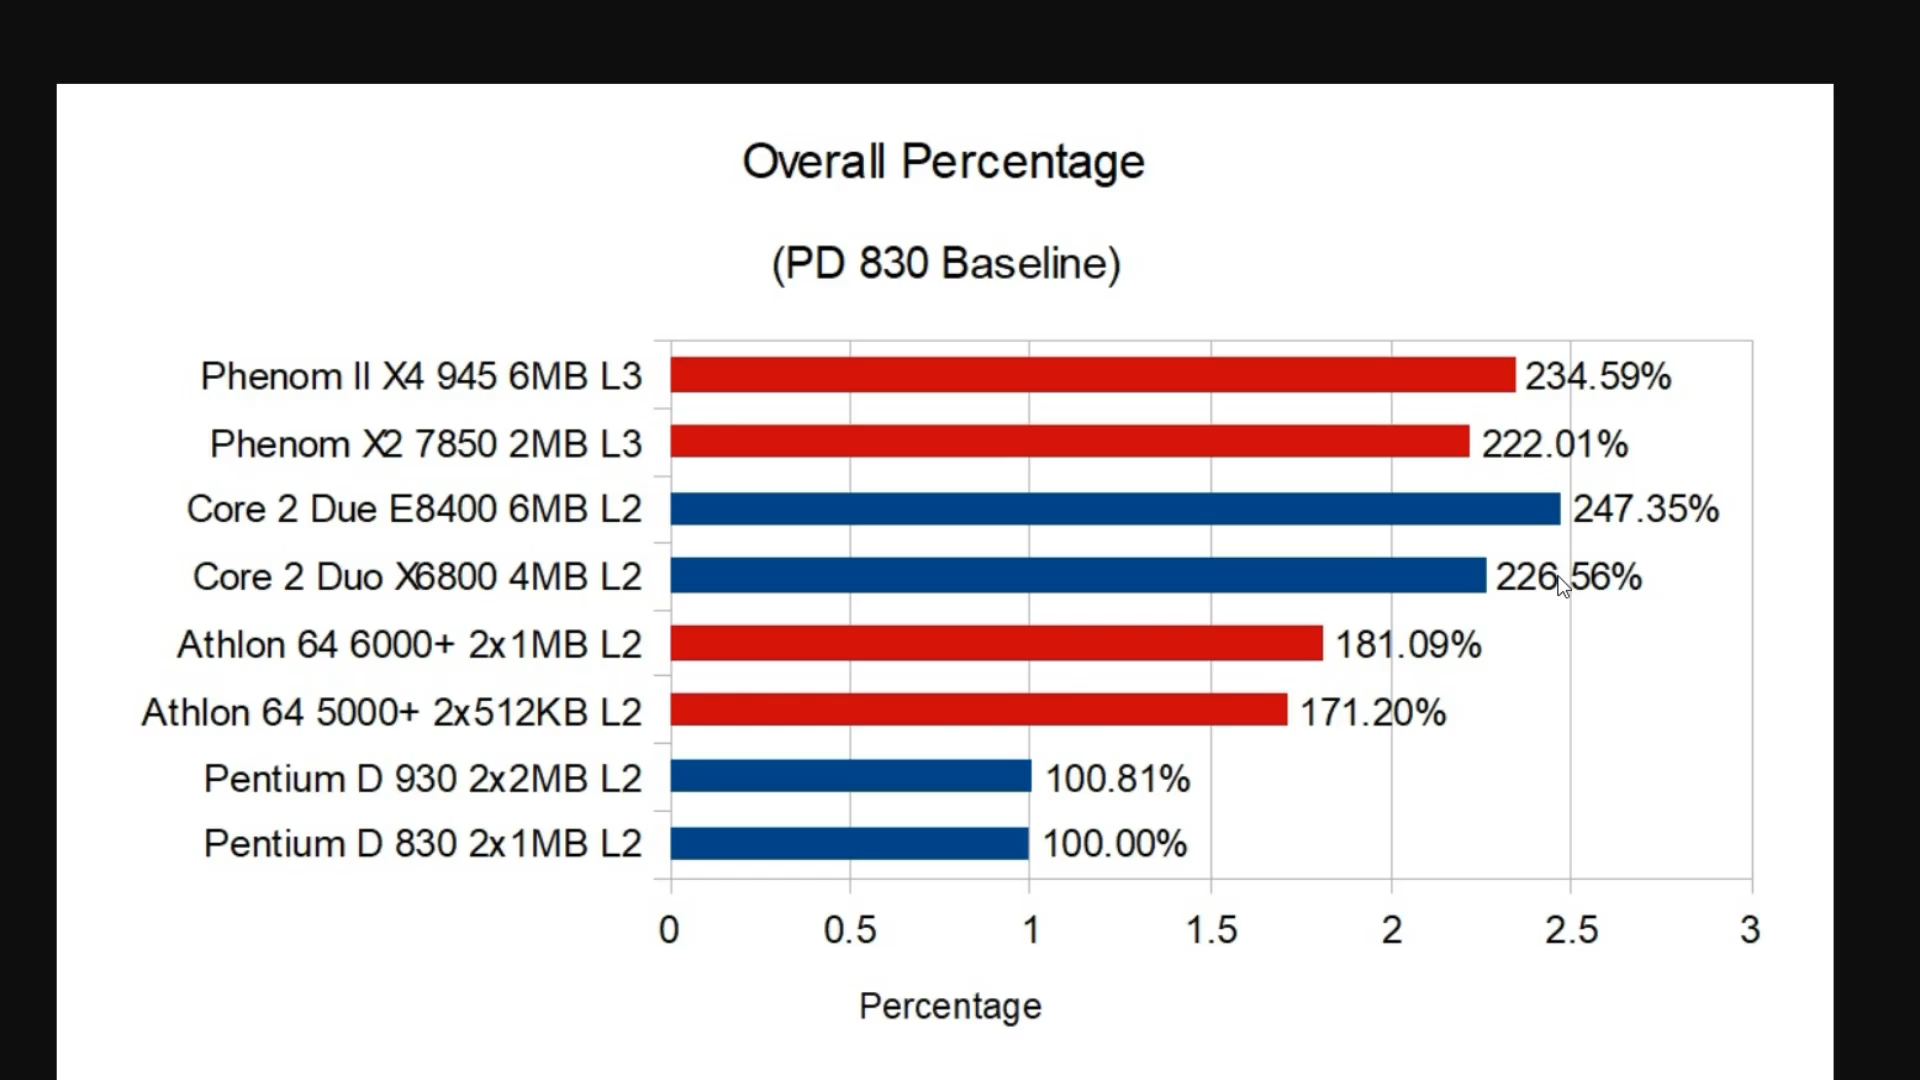 Overall Percentage
(PD 830 Baseline)
Phenom II X4 945 6MB L3 234.59%
Phenom X2 7850 2MB L3 222.01%
Core 2 Due E8400 6MB L2 247.35%
Core 2 Duo X6800 4MB L2 226.56%
Athlon 64 6000+ 2x1MB L2 181.09%
Athlon 64 5000+ 2x512KB L2 171.20%
Pentium D 930 2x2MB L2 100.81%
Pentium D 830 2x1MB L2 100.00%
0 0.5 1 1.5 2 2.5 3
Percentage